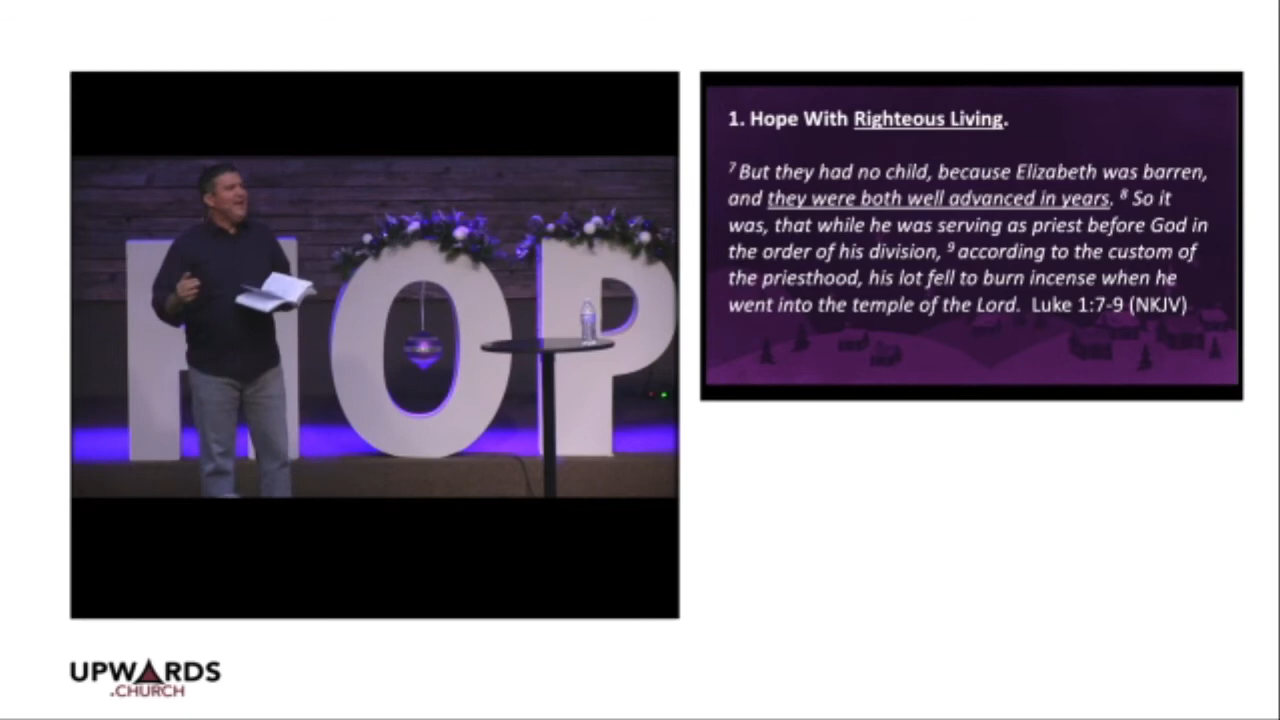 HOP
1. Hope With Righteous Living.
7 But they had no child, because Elizabeth was barren,
and they were both well advanced in years. 8 So it
was, that while he was serving as priest before God in
the order of his division, 9 according to the custom of
the priesthood, his lot fell to burn incense when he
went into the temple of the Lord. Luke 1:7-9 (NKJV)
UPWARDS
.CHURCH